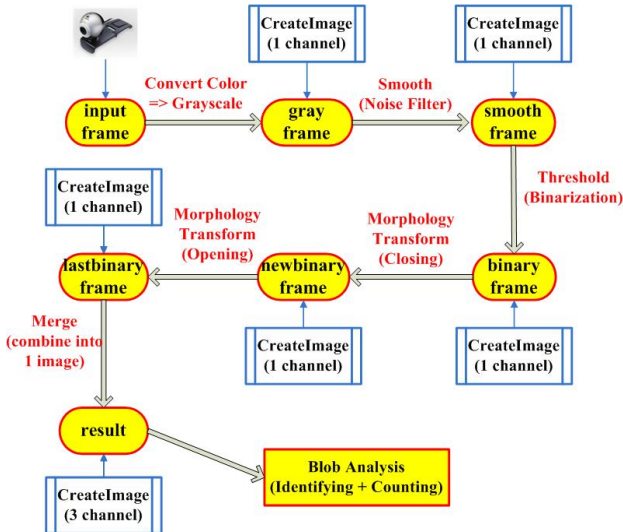 CreateImage
(1 channel)
CreateImage
(1 channel)
Convert Color
=> Grayscale
Smooth
(Noise Filter)
input
frame
gray
frame
smooth
frame
CreateImage
(1 channel)
Threshold
(Binarization)
Morphology
Transform
(Opening)
Morphology
Transform
(Closing)
lastbinary
frame
newbinary
frame
binary
frame
Merge
(combine into
1 image)
CreateImage
(1 channel)
CreateImage
(1 channel)
result
Blob Analysis
(Identifying + Counting)
CreateImage
(3 channel)